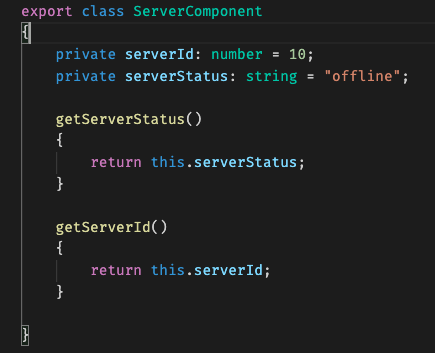 export class ServerComponent
{
    private serverId: number = 10;
    private serverStatus: string = "offline";

    getServerStatus()
    {
        return this.serverStatus;
    }

    getServerId()
    {
        return this.serverId;
    }

}